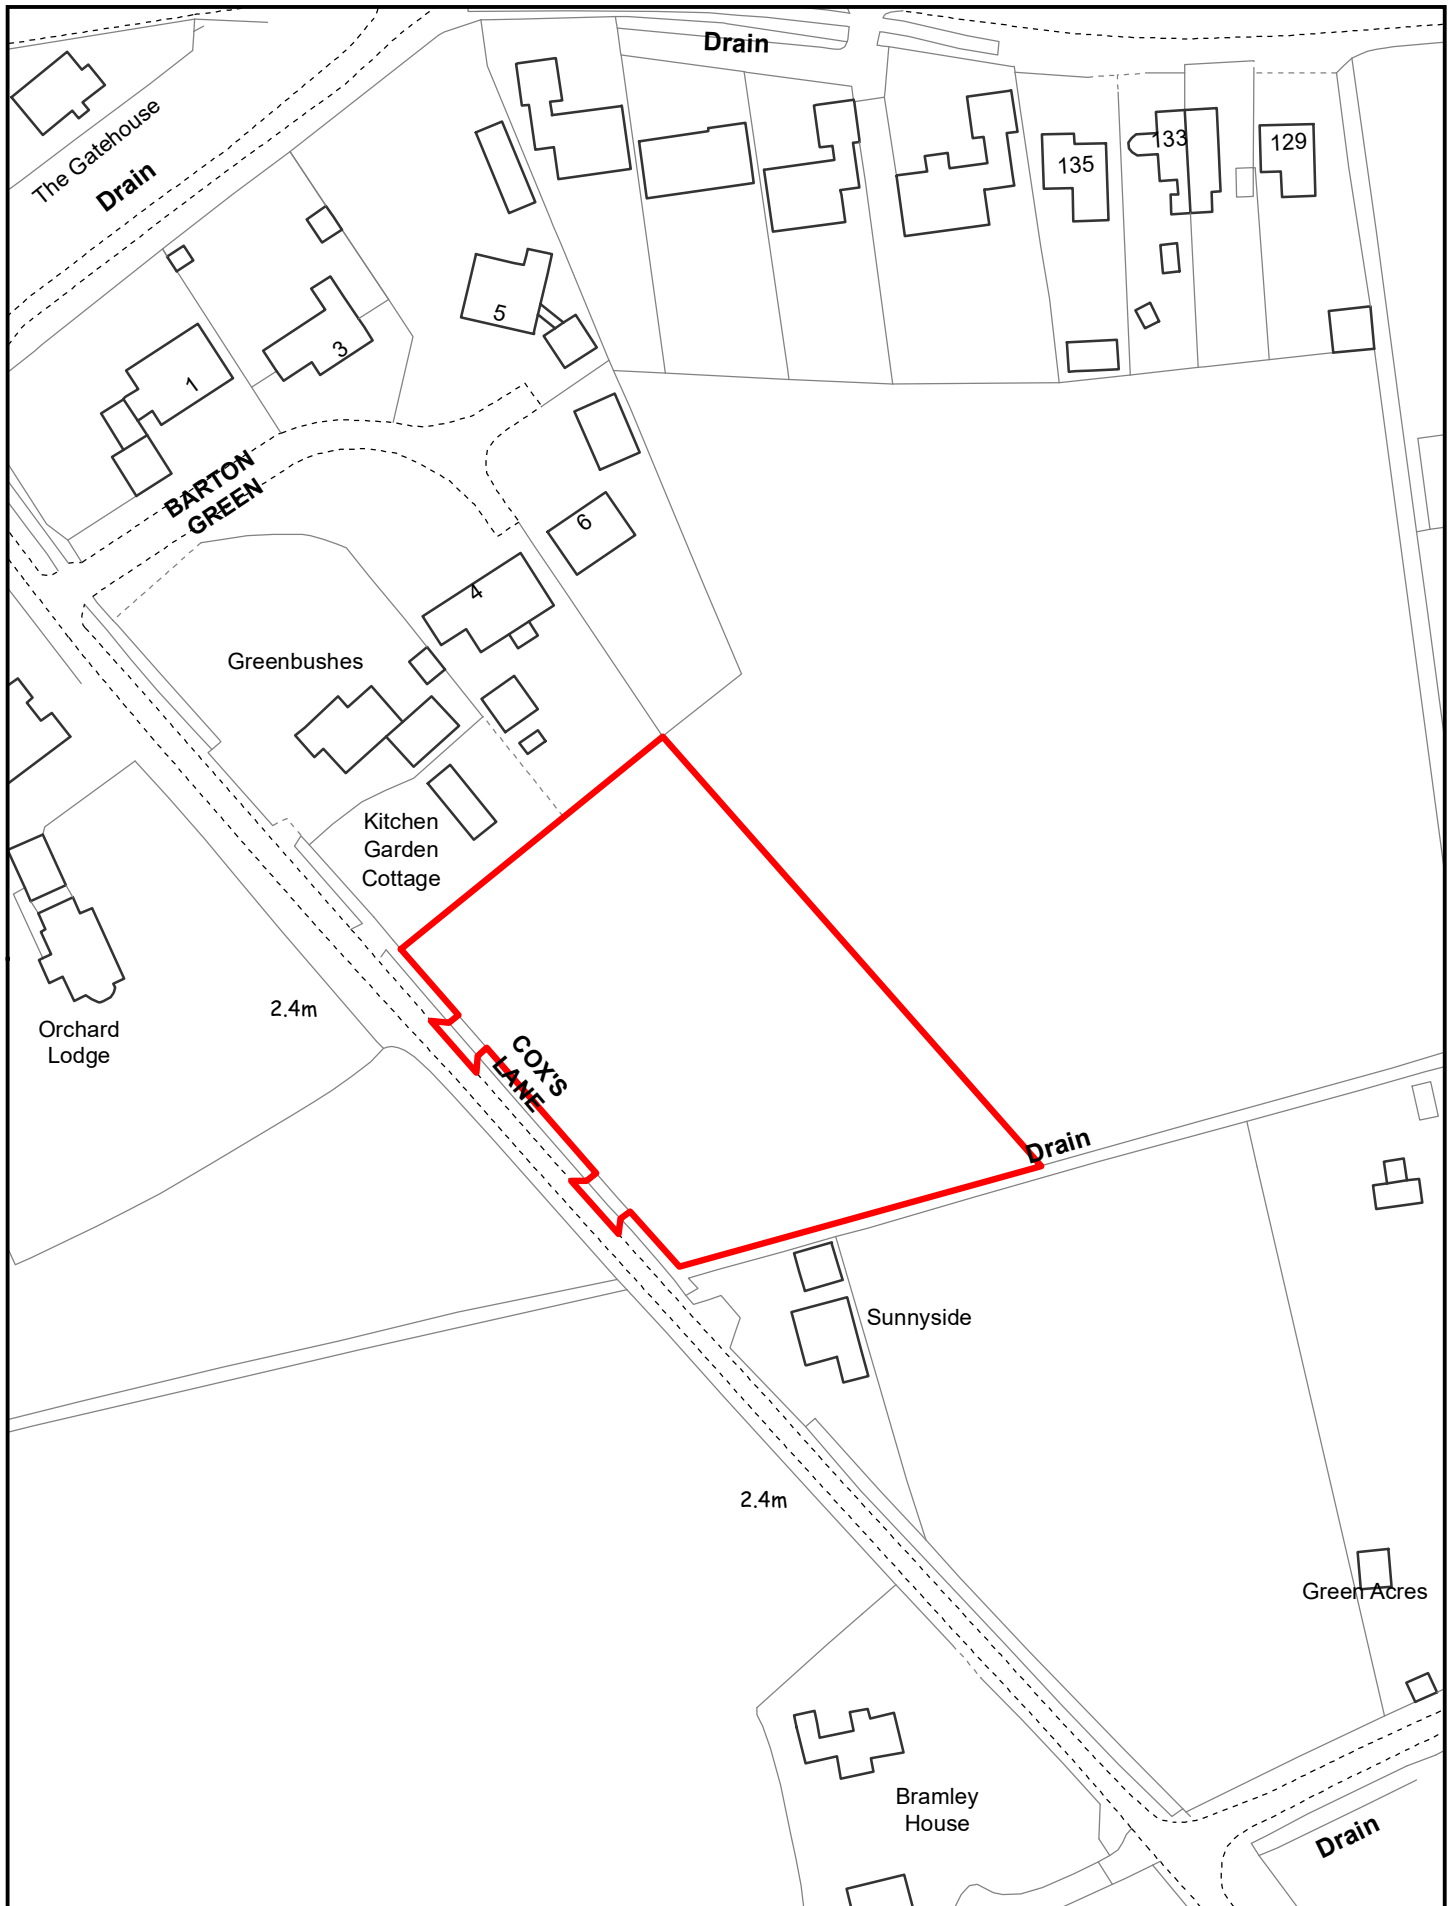 Drain
The Gatehouse
Drain
135
133
129
5
3
1
BARTON
GREEN
6
4
Greenbushes
Kitchen
Garden
Cottage
2.4m
Orchard
Lodge
COX'S
LANE
Drain
Sunnyside
2.4m
Green Acres
Bramley
House
Drain